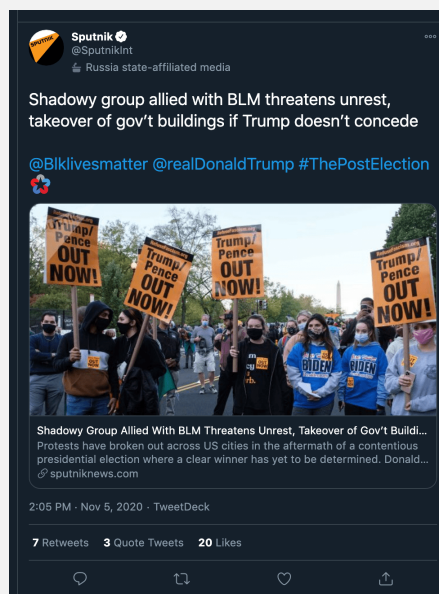 SPUTNIK
Sputnik
@SputnikInt
Russia state-affiliated media
Shadowy group allied with BLM threatens unrest,
takeover of gov’t buildings if Trump doesn’t concede
@Blklivesmatter @realDonaldTrump #ThePostElection
Trump/
Pence
OUT
NOW!
Trump/
Pence
OUT
NOW!
Trump/
Pence
OUT
NOW!
Trump/
Pence
OUT
NOW!
BIDEN
BIDEN
Shadowy Group Allied With BLM Threatens Unrest, Takeover of Gov’t Buildi...
Protests have broken out across US cities in the aftermath of a contentious
presidential election where a clear winner has yet to be determined. Donald...
sputniknews.com
2:05 PM · Nov 5, 2020 · TweetDeck
7 Retweets 3 Quote Tweets 20 Likes